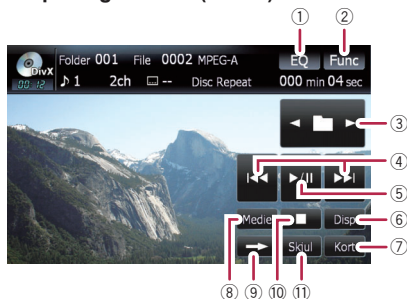 ① ②
DivX Folder 001 File 0002 MPEG-A EQ Func
00-12 ♪ 1 2ch -- Disc Repeat 000 min 04 sec
③
④
⑤
Medie Disp ⑥
Skjul Kort ⑦
⑧ ⑨ ⑩ ⑪